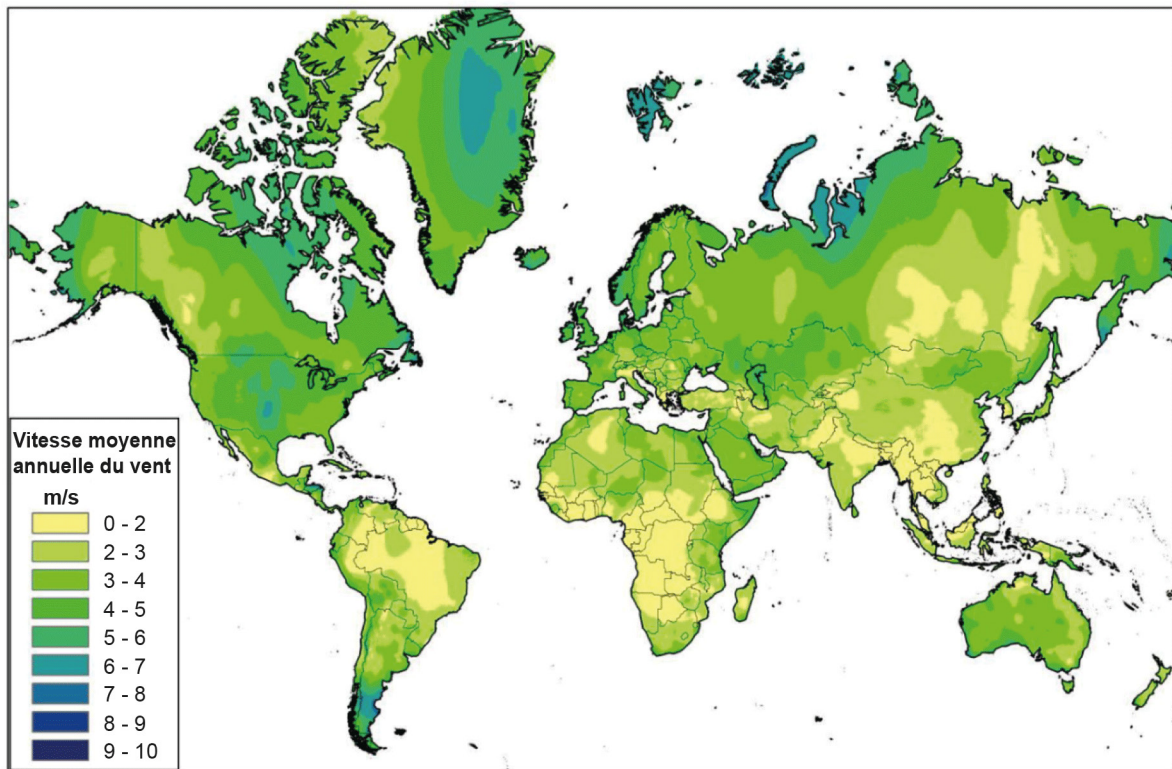 Vitesse moyenne
annuelle du vent
m/s
0 - 2
2 - 3
3 - 4
4 - 5
5 - 6
6 - 7
7 - 8
8 - 9
9 - 10